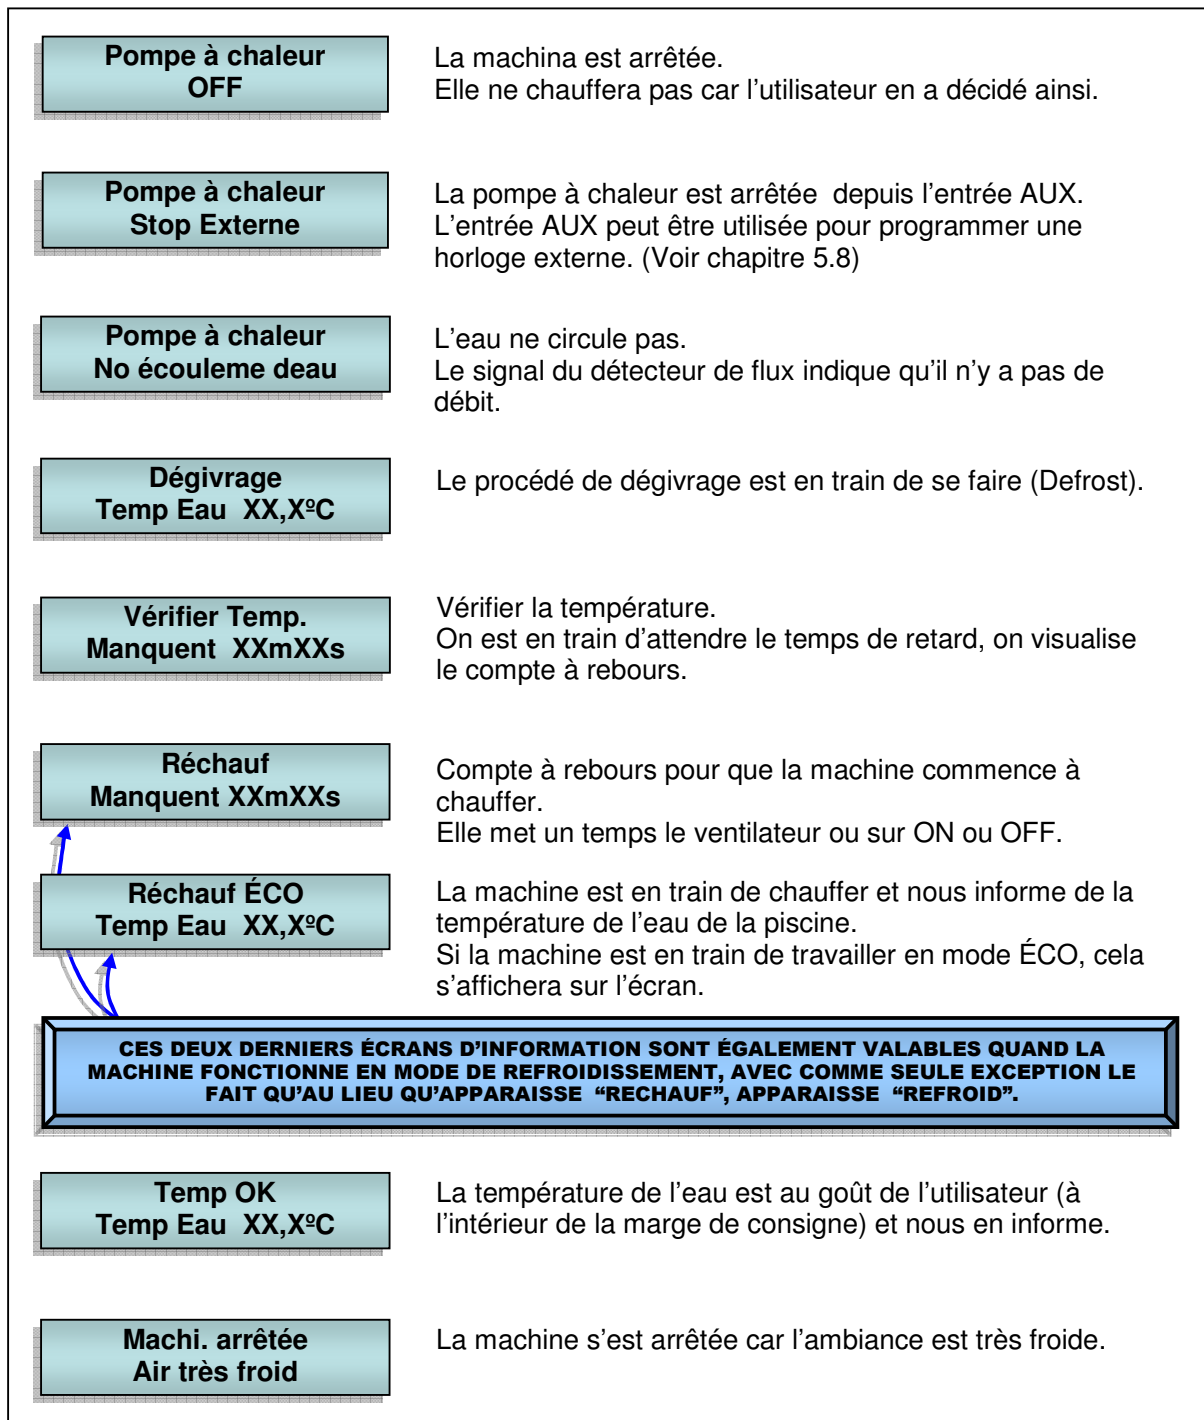 Pompe à chaleur
OFF
La machina est arrêtée.
Elle ne chauffera pas car l’utilisateur en a décidé ainsi.
Pompe à chaleur
Stop Externe
La pompe à chaleur est arrêtée  depuis l’entrée AUX.
L’entrée AUX peut être utilisée pour programmer une
horloge externe. (Voir chapitre 5.8)
Pompe à chaleur
No écouleme deau
L’eau ne circule pas.
Le signal du détecteur de flux indique qu’il n’y a pas de
débit.
Dégivrage
Temp Eau  XX,XºC
Le procédé de dégivrage est en train de se faire (Defrost).
Vérifier Temp.
Manquent  XXmXXs
Vérifier la température.
On est en train d’attendre le temps de retard, on visualise
le compte à rebours.
Réchauf
Manquent XXmXXs
Compte à rebours pour que la machine commence à
chauffer.
Elle met un temps le ventilateur ou sur ON ou OFF.
Réchauf ÉCO
Temp Eau  XX,XºC
La machine est en train de chauffer et nous informe de la
température de l’eau de la piscine.
Si la machine est en train de travailler en mode ÉCO, cela
s’affichera sur l’écran.
CES DEUX DERNIERS ÉCRANS D’INFORMATION SONT ÉGALEMENT VALABLES QUAND LA
MACHINE FONCTIONNE EN MODE DE REFROIDISSEMENT, AVEC COMME SEULE EXCEPTION LE
FAIT QU’AU LIEU QU’APPARAISSE  “RECHAUF”, APPARAISSE  “REFROID”.
Temp OK
Temp Eau  XX,XºC
La température de l’eau est au goût de l’utilisateur (à
l’intérieur de la marge de consigne) et nous en informe.
Machi. arrêtée
Air très froid
La machine s’est arrêtée car l’ambiance est très froide.